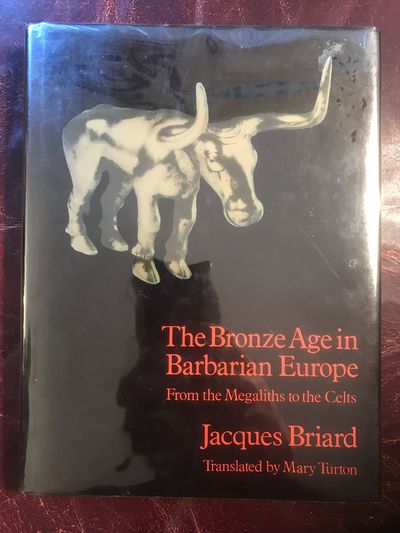 The Bronze Age in
Barbarian Europe
From the Megaliths to the Celts
Jacques Briard
Translated by Mary Turton